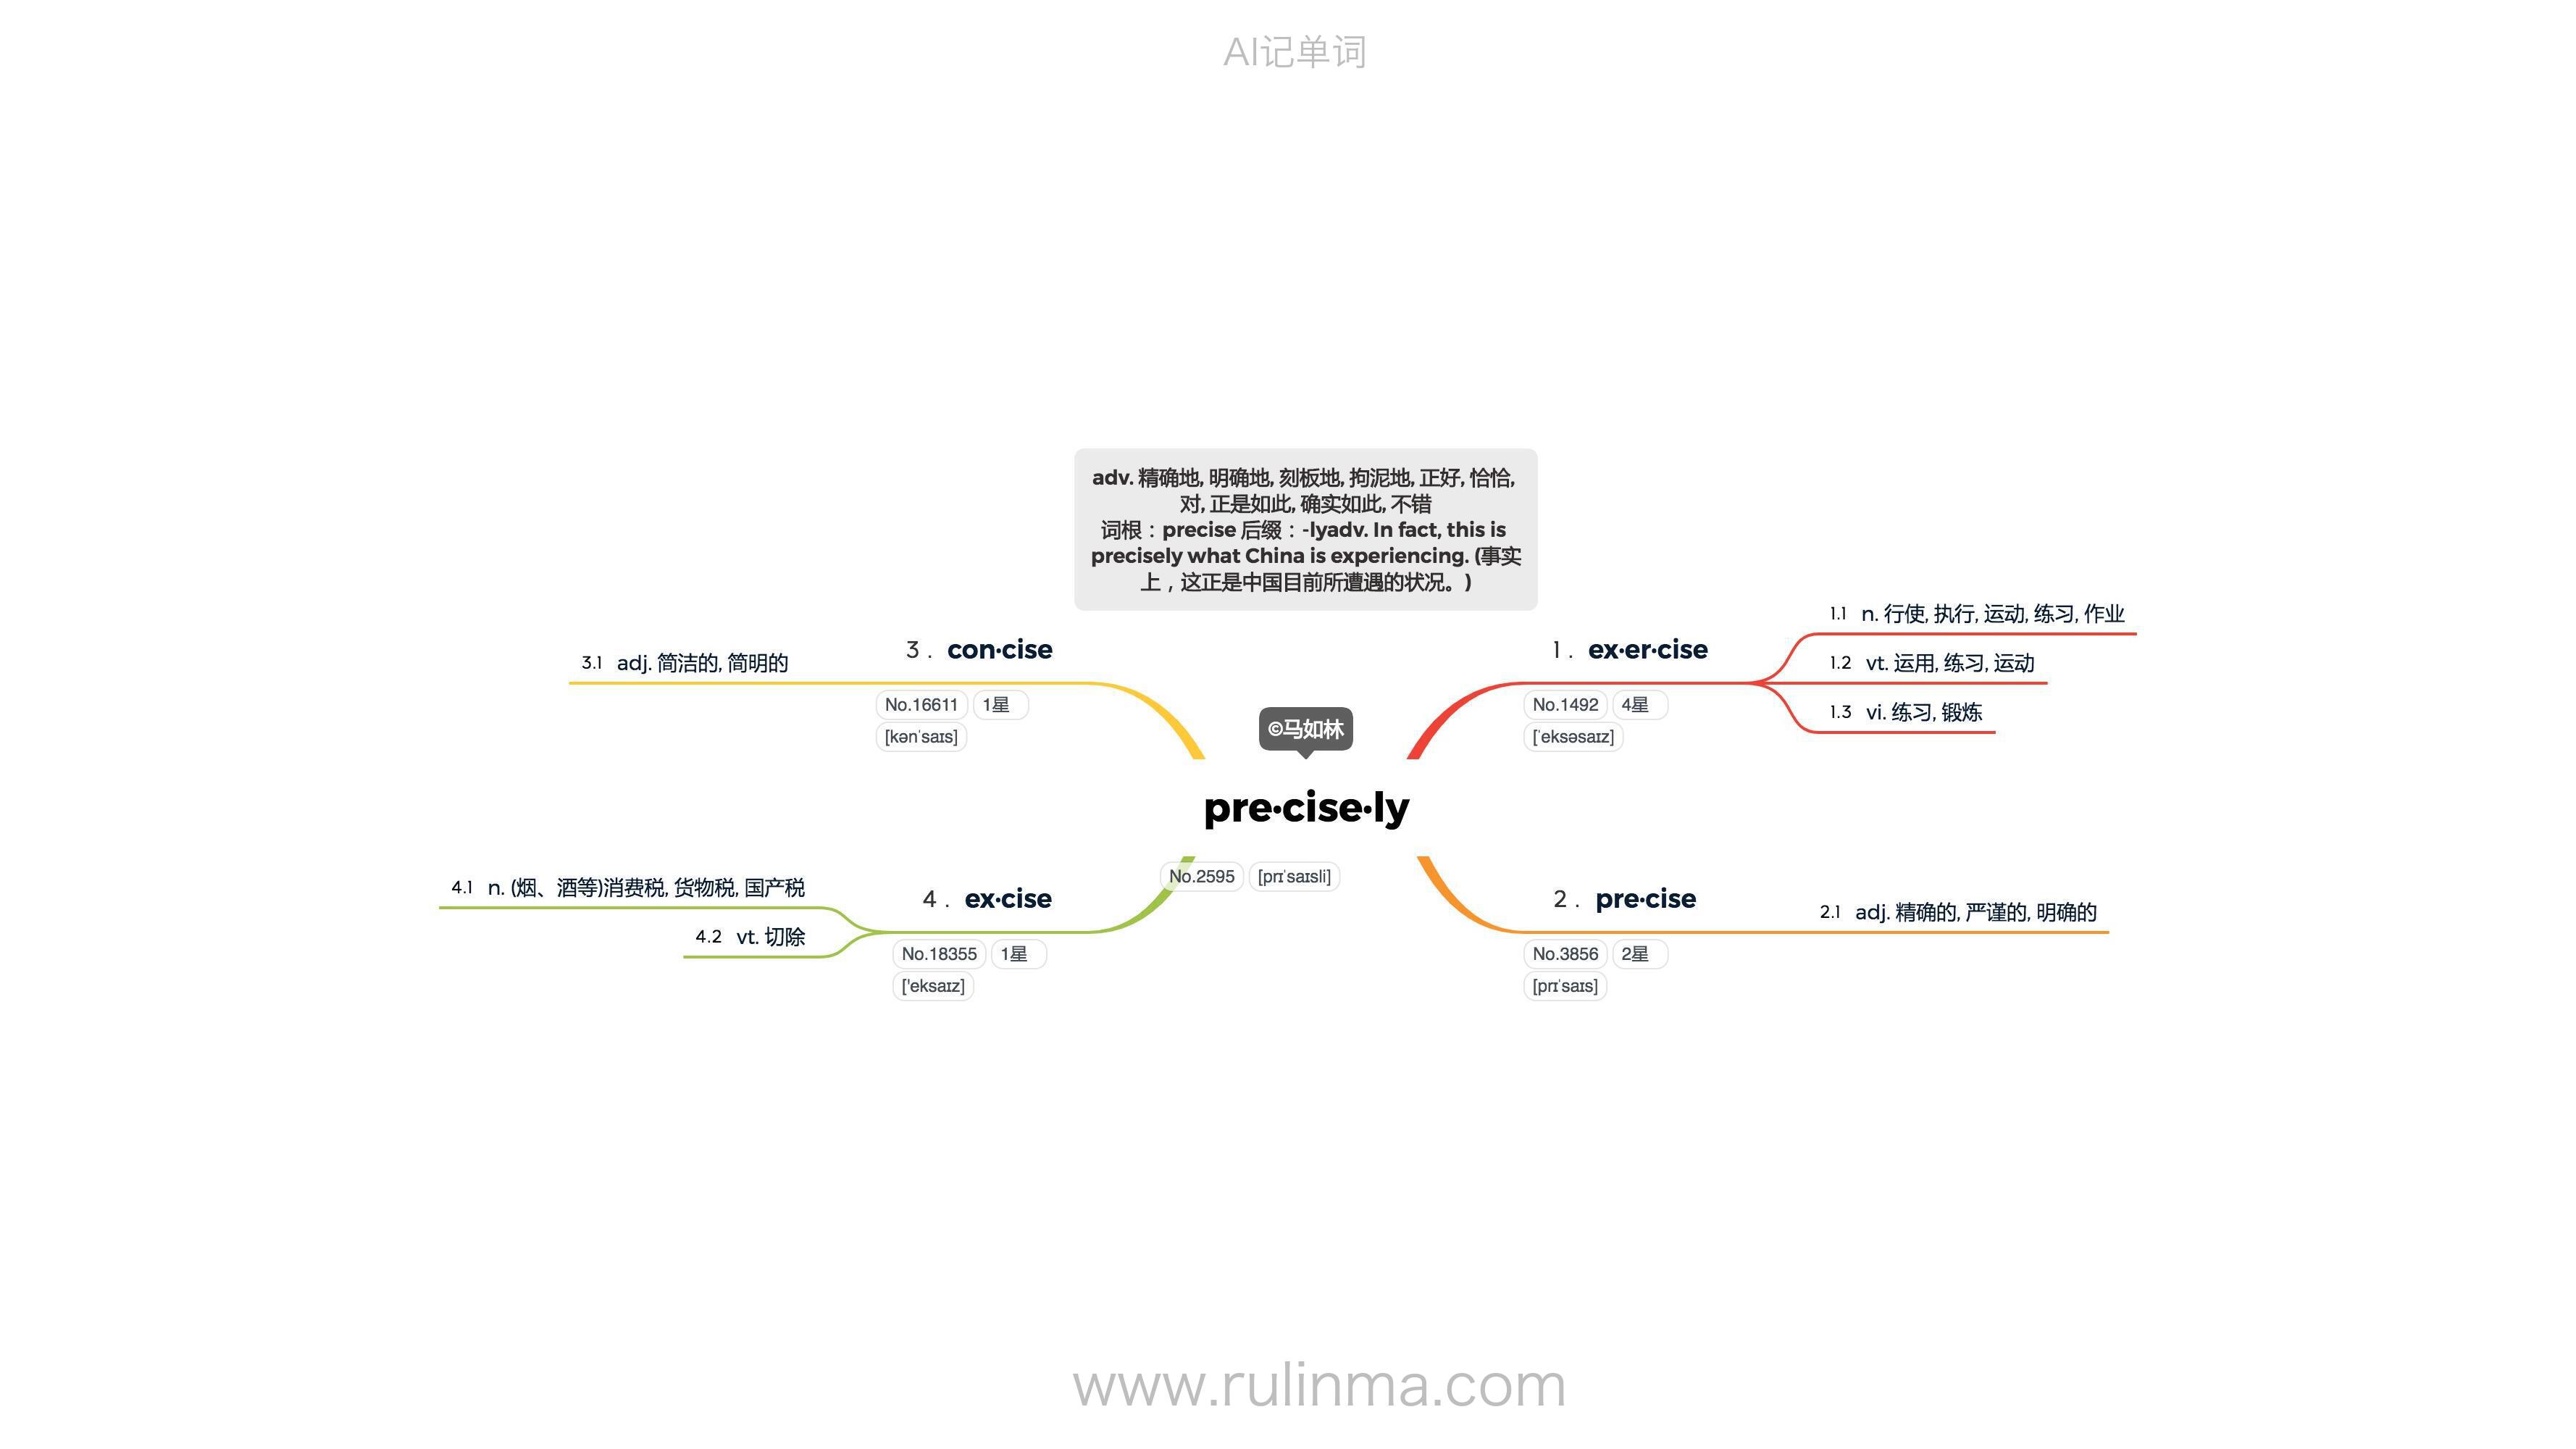 AI记单词
adv. 精确地, 明确地, 刻板地, 拘泥地, 正好, 恰恰,
对, 正是如此, 确实如此, 不错
词根：precise 后缀：-lyadv. In fact, this is
precisely what China is experiencing. (事实
上，这正是中国目前所遭遇的状况。)
©马如林
pre·cise·ly
No.2595 [prɪˈsaɪsli]
1. ex·er·cise
No.1492 4星
[ˈeksəsaɪz]
1.1 n. 行使, 执行, 运动, 练习, 作业
1.2 vt. 运用, 练习, 运动
1.3 vi. 练习, 锻炼
2. pre·cise
No.3856 2星
[prɪˈsaɪs]
2.1 adj. 精确的, 严谨的, 明确的
3. con·cise
No.16611 1星
[kənˈsaɪs]
3.1 adj. 简洁的, 简明的
4. ex·cise
No.18355 1星
['eksaɪz]
4.1 n. (烟、酒等)消费税, 货物税, 国产税
4.2 vt. 切除
www.rulinma.com